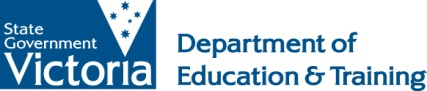 State
Government
Victoria
Department of
Education & Training